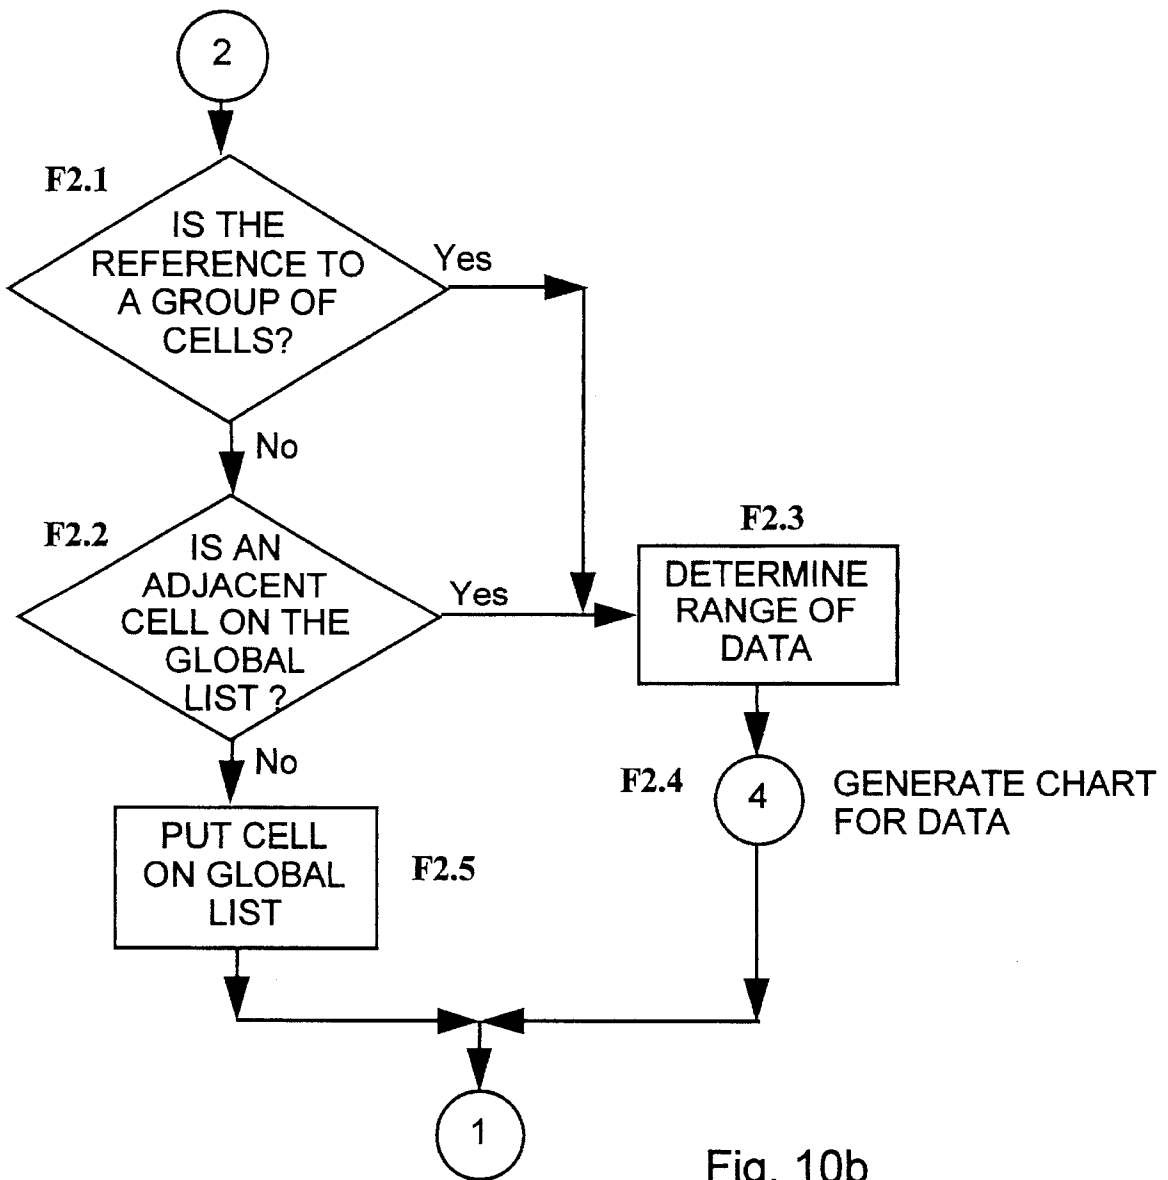 2
F2.1
IS THE
REFERENCE TO
A GROUP OF
CELLS?
Yes
No
F2.2
IS AN
ADJACENT
CELL ON THE
GLOBAL
LIST ?
Yes
F2.3
DETERMINE
RANGE OF
DATA
No
F2.4
4
GENERATE CHART
FOR DATA
PUT CELL
ON GLOBAL
LIST
F2.5
1
Fig. 10b